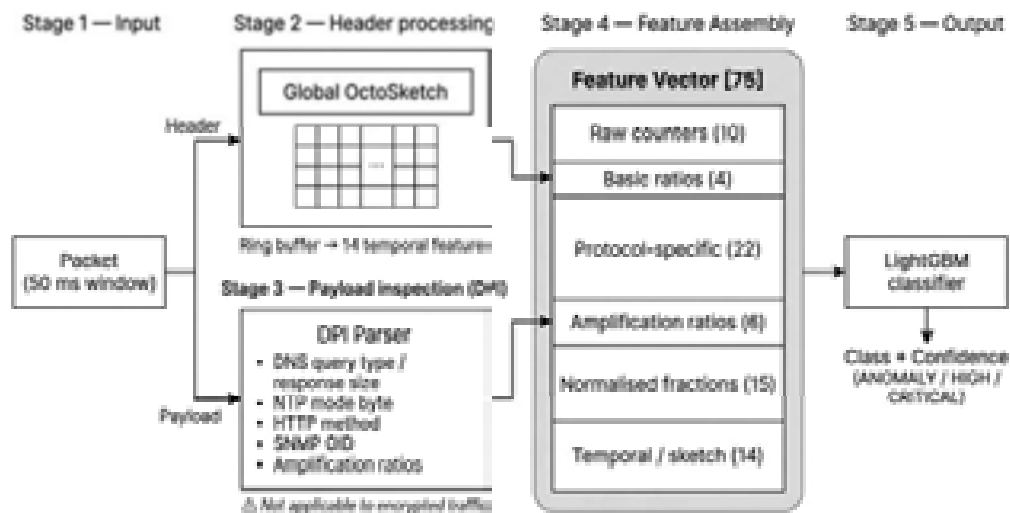 Stage 1 — Input
Stage 2 — Header processing
Stage 4 — Feature Assembly
Stage 5 — Output
Header
Global OctoSketch
...
Ring buffer → 14 temporal feature
Packet
(50 ms window)
Stage 3 — Payload inspection (DPI)
Payload
DPI Parser
• DNS query type /
response size
• NTP mode byte
• HTTP method
• SNMP OID
• Amplification ratios
⚠ Not applicable to encrypted traffic
Feature Vector [75]
Raw counters (10)
Basic ratios (4)
Protocol-specific (22)
Amplification ratios (6)
Normalised fractions (15)
Temporal / sketch (14)
LightGBM
classifier
Class + Confidence
(ANOMALY / HIGH /
CRITICAL)